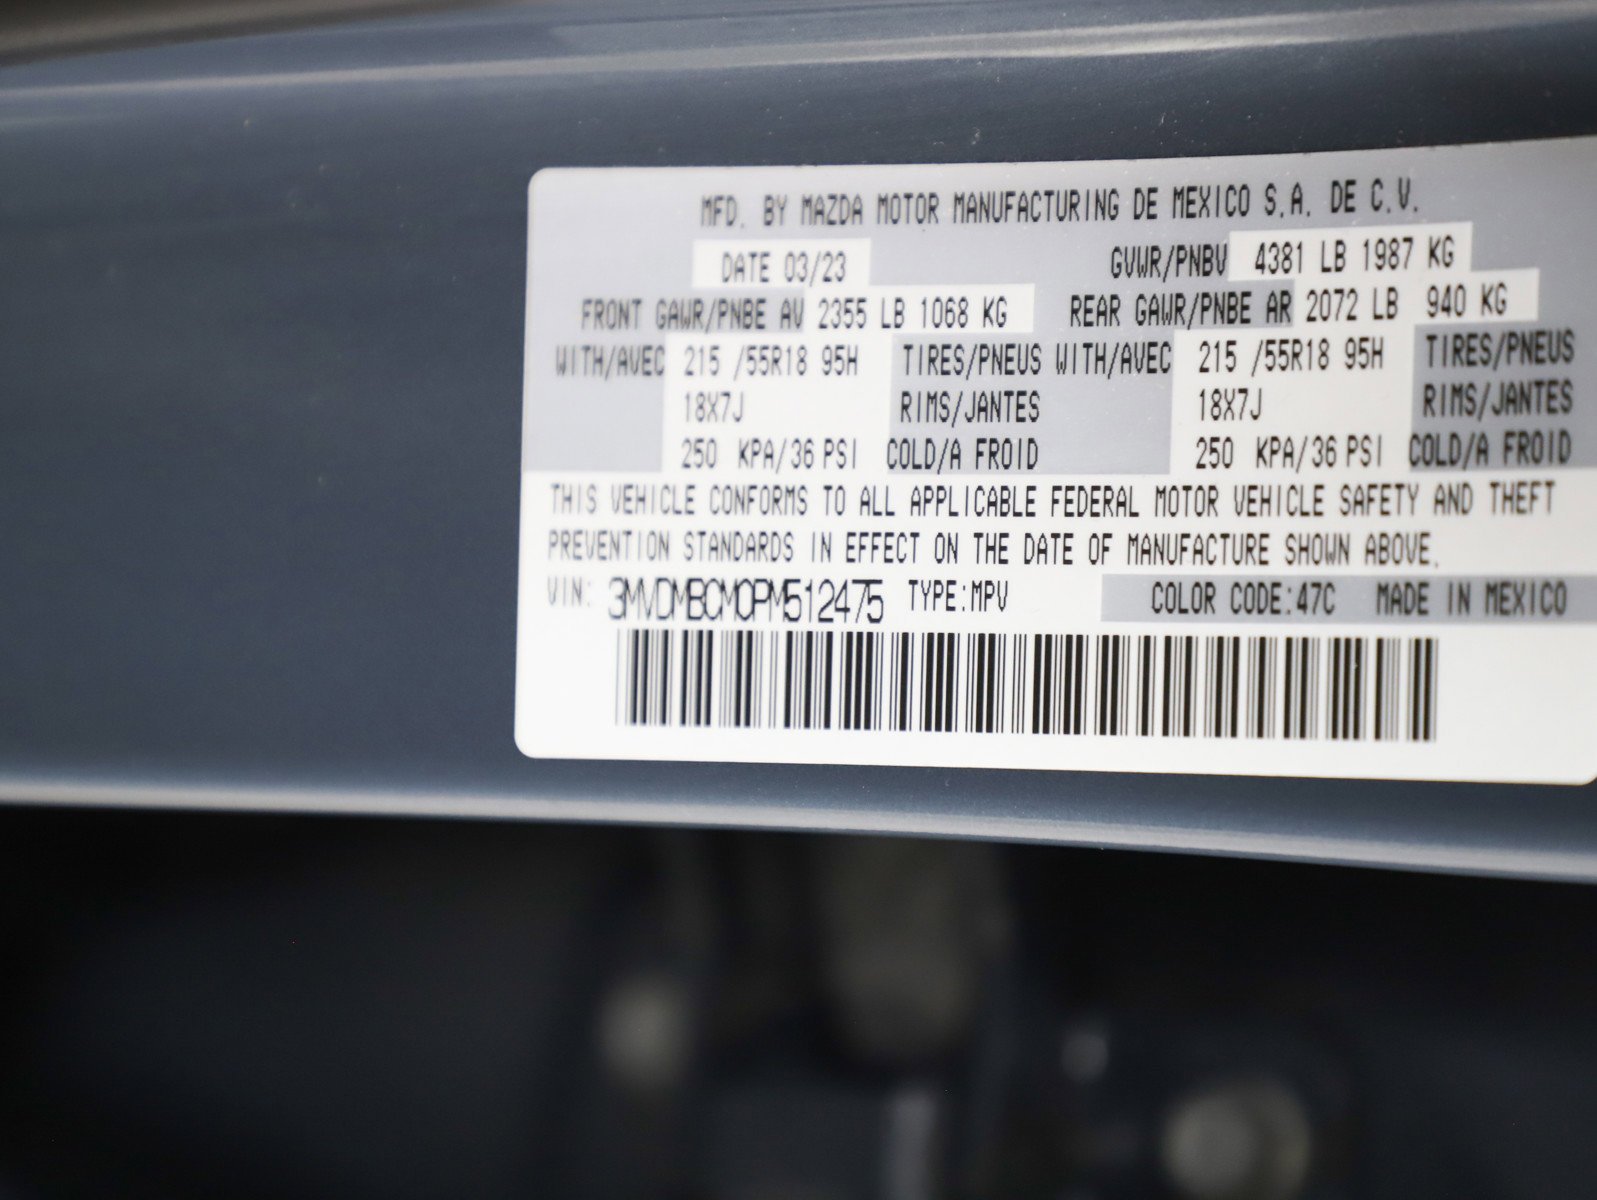 MFD. BY MAZDA MOTOR MANUFACTURING DE MEXICO S.A. DE C.V.
DATE 03/23 GVWR/PNBV 4381 LB 1987 KG
FRONT GAWR/PNBE AV 2355 LB 1068 KG REAR GAWR/PNBE AR 2072 LB 940 KG
WITH/AVEC 215 /55R18 95H TIRES/PNEUS WITH/AVEC 215 /55R18 95H TIRES/PNEUS
18X7J RIMS/JANTES 18X7J RIMS/JANTES
250 KPA/36 PSI COLD/A FROID 250 KPA/36 PSI COLD/A FROID
THIS VEHICLE CONFORMS TO ALL APPLICABLE FEDERAL MOTOR VEHICLE SAFETY AND THEFT
PREVENTION STANDARDS IN EFFECT ON THE DATE OF MANUFACTURE SHOWN ABOVE.
VIN: 3MVDMBCM0PM512475 TYPE:MPV COLOR CODE:47C MADE IN MEXICO